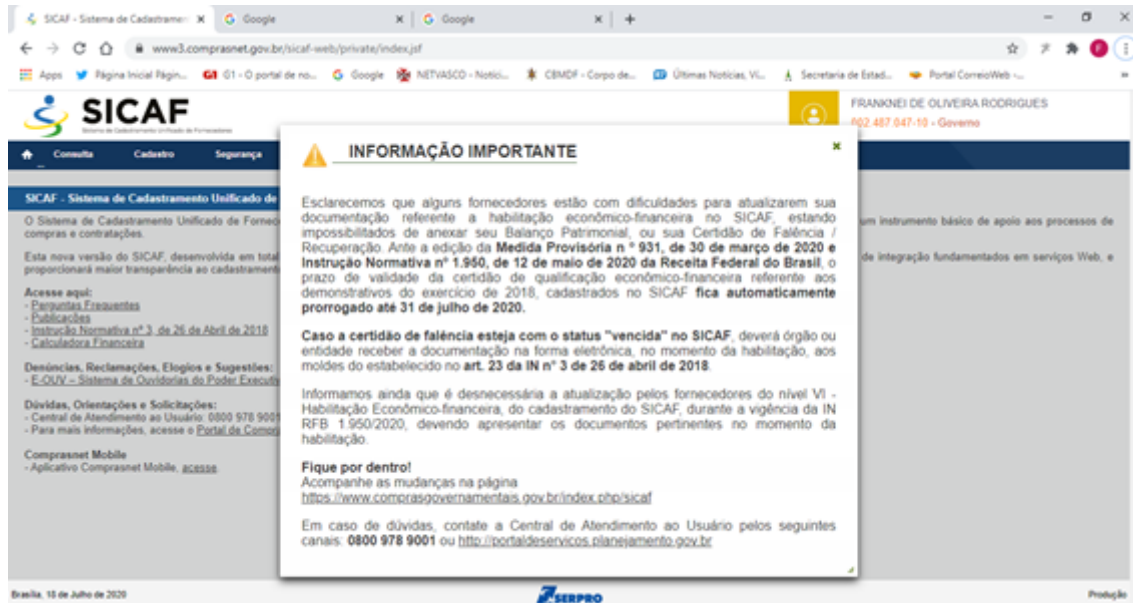 SICAF - Sistema de Cadastramen
Google
Google
www3.comprasnet.gov.br/sicaf-web/private/index.jsf
Apps
Página Inicial Págin...
G1 - O portal de no...
Google
NETVASCO - Notíci...
CBMDF - Corpo de...
Últimas Notícias, Ví...
Secretaria de Estad...
Portal CorreioWeb -...
SICAF
Sistema de Cadastramento Unificado de Fornecedores
FRANKNEI DE OLIVEIRA RODRIGUES
002.487.047-10 - Governo
Consulta
Cadastro
Segurança
SICAF - Sistema de Cadastramento Unificado de
O Sistema de Cadastramento Unificado de Fornec
um instrumento básico de apoio aos processos de
compras e contratações.
Esta nova versão do SICAF, desenvolvida em total
de integração fundamentados em serviços Web, e
proporcionará maior transparência ao cadastrament
Acesse aqui:
- Perguntas Frequentes
- Publicações
- Instrução Normativa nº 3, de 26 de Abril de 2018
- Calculadora Financeira
Denúncias, Reclamações, Elogios e Sugestões:
- E-OUV – Sistema de Ouvidorias do Poder Executiv
Dúvidas, Orientações e Solicitações:
- Central de Atendimento ao Usuário: 0800 978 9001
- Para mais informações, acesse o Portal de Compra
Comprasnet Mobile
- Aplicativo Comprasnet Mobile, acesse.
INFORMAÇÃO IMPORTANTE
Esclarecemos que alguns fornecedores estão com dificuldades para atualizarem sua
documentação referente a habilitação econômico-financeira no SICAF, estando
impossibilitados de anexar seu Balanço Patrimonial, ou sua Certidão de Falência /
Recuperação. Ante a edição da Medida Provisória n º 931, de 30 de março de 2020 e
Instrução Normativa nº 1.950, de 12 de maio de 2020 da Receita Federal do Brasil, o
prazo de validade da certidão de qualificação econômico-financeira referente aos
demonstrativos do exercício de 2018, cadastrados no SICAF fica automaticamente
prorrogado até 31 de julho de 2020.
Caso a certidão de falência esteja com o status "vencida" no SICAF, deverá órgão ou
entidade receber a documentação na forma eletrônica, no momento da habilitação, aos
moldes do estabelecido no art. 23 da IN nº 3 de 26 de abril de 2018.
Informamos ainda que é desnecessária a atualização pelos fornecedores do nível VI -
Habilitação Econômico-financeira, do cadastramento do SICAF, durante a vigência da IN
RFB 1.950/2020, devendo apresentar os documentos pertinentes no momento da
habilitação.
Fique por dentro!
Acompanhe as mudanças na página
https://www.comprasgovernamentais.gov.br/index.php/sicaf
Em caso de dúvidas, contate a Central de Atendimento ao Usuário pelos seguintes
canais: 0800 978 9001 ou http://portaldeservicos.planejamento.gov.br
Brasília, 18 de Julho de 2020
SERPRO
Produção